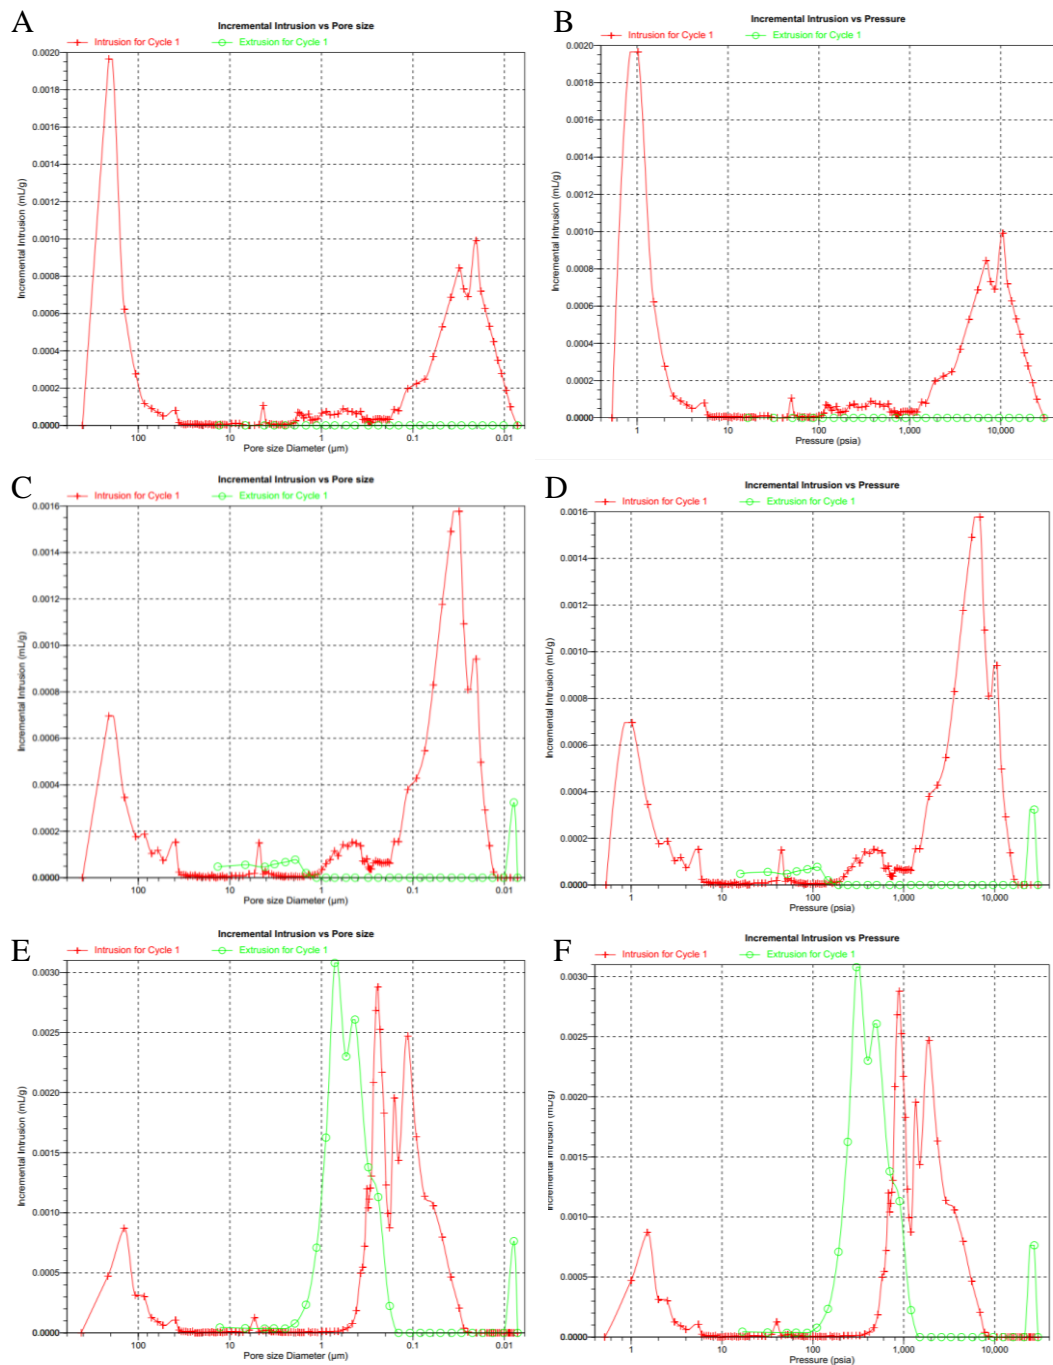 A
Incremental Intrusion vs Pore size
Intrusion for Cycle 1
Extrusion for Cycle 1
Incremental Intrusion (mL/g)
0.0020
0.0018
0.0016
0.0014
0.0012
0.0010
0.0008
0.0006
0.0004
0.0002
0.0000
100 10 1 0.1 0.01
Pore size Diameter (µm)
B
Incremental Intrusion vs Pressure
Intrusion for Cycle 1
Extrusion for Cycle 1
Incremental Intrusion (mL/g)
0.0020
0.0018
0.0016
0.0014
0.0012
0.0010
0.0008
0.0006
0.0004
0.0002
0.0000
1 10 100 1,000 10,000
Pressure (psia)
C
Incremental Intrusion vs Pore size
Intrusion for Cycle 1
Extrusion for Cycle 1
Incremental Intrusion (mL/g)
0.0016
0.0014
0.0012
0.0010
0.0008
0.0006
0.0004
0.0002
0.0000
100 10 1 0.1 0.01
Pore size Diameter (µm)
D
Incremental Intrusion vs Pressure
Intrusion for Cycle 1
Extrusion for Cycle 1
Incremental Intrusion (mL/g)
0.0016
0.0014
0.0012
0.0010
0.0008
0.0006
0.0004
0.0002
0.0000
1 10 100 1,000 10,000
Pressure (psia)
E
Incremental Intrusion vs Pore size
Intrusion for Cycle 1
Extrusion for Cycle 1
Incremental Intrusion (mL/g)
0.0030
0.0025
0.0020
0.0015
0.0010
0.0005
0.0000
100 10 1 0.1 0.01
Pore size Diameter (µm)
F
Incremental Intrusion vs Pressure
Intrusion for Cycle 1
Extrusion for Cycle 1
Incremental Intrusion (mL/g)
0.0030
0.0025
0.0020
0.0015
0.0010
0.0005
0.0000
1 10 100 1,000 10,000
Pressure (psia)